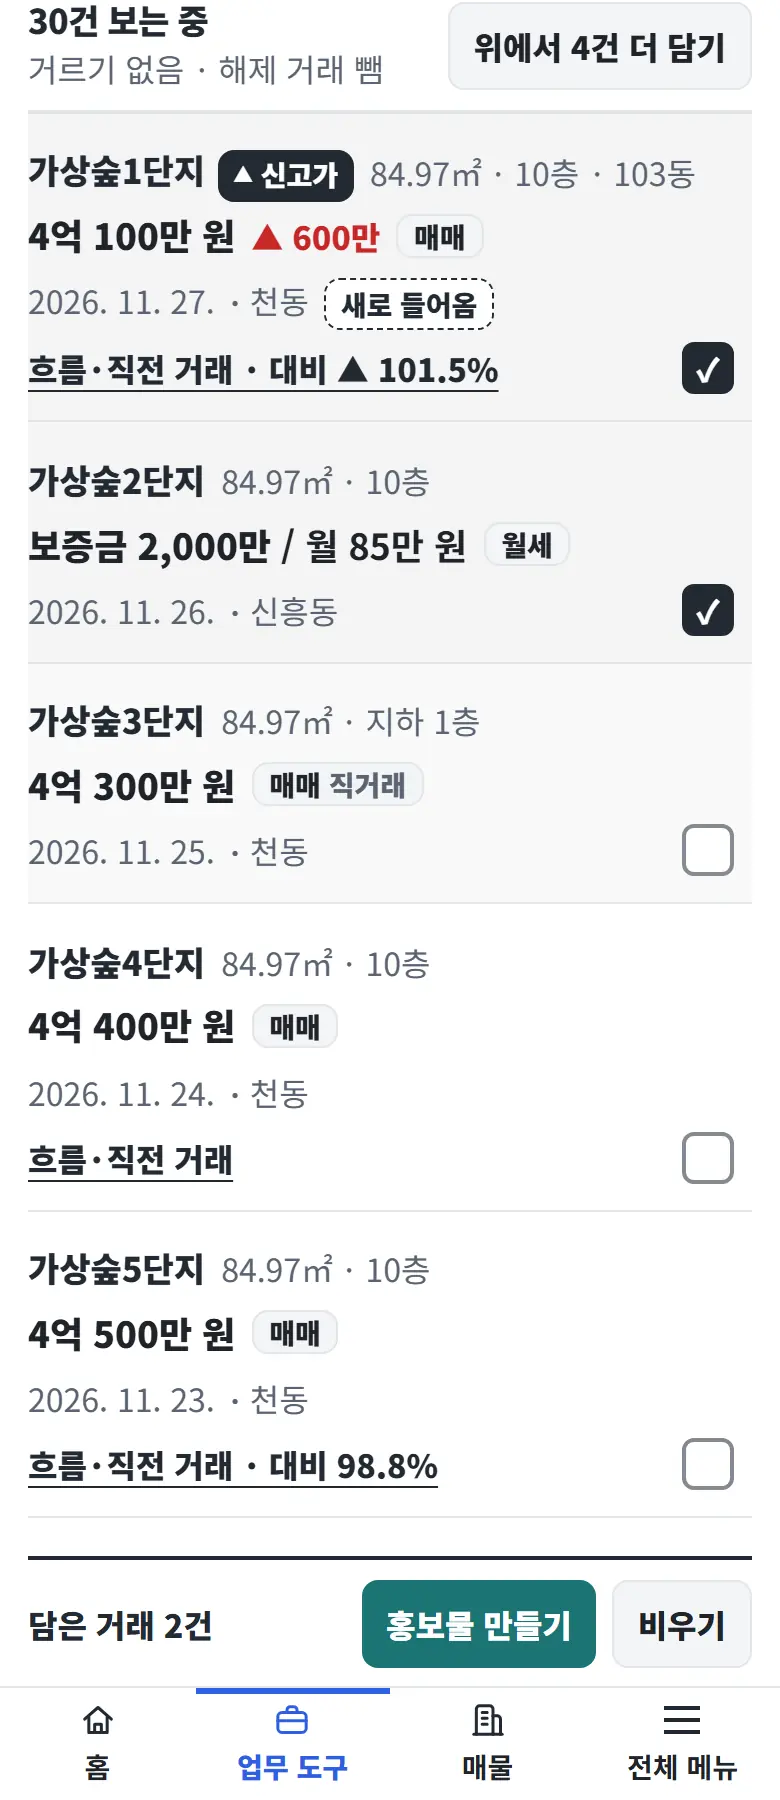 30건 보는 중
거르기 없음 · 해제 거래 뺌
위에서 4건 더 담기
가상숲1단지 ▲ 신고가 84.97㎡ · 10층 · 103동
4억 100만 원 ▲ 600만 매매
2026. 11. 27. · 천동 새로 들어옴
흐름·직전 거래 · 대비 ▲ 101.5%
가상숲2단지 84.97㎡ · 10층
보증금 2,000만 / 월 85만 원 월세
2026. 11. 26. · 신흥동
가상숲3단지 84.97㎡ · 지하 1층
4억 300만 원 매매 직거래
2026. 11. 25. · 천동
가상숲4단지 84.97㎡ · 10층
4억 400만 원 매매
2026. 11. 24. · 천동
흐름·직전 거래
가상숲5단지 84.97㎡ · 10층
4억 500만 원 매매
2026. 11. 23. · 천동
흐름·직전 거래 · 대비 98.8%
담은 거래 2건 홍보물 만들기 비우기
홈 업무 도구 매물 전체 메뉴